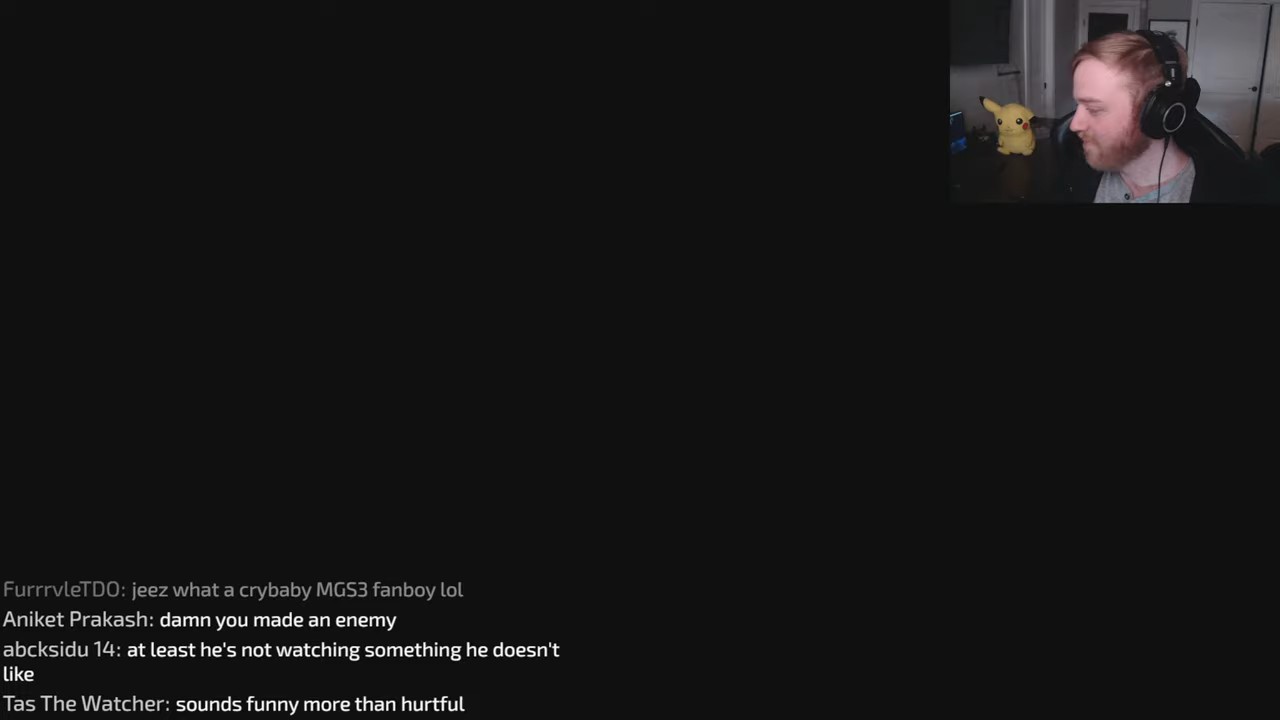 FurrrvleTDO: jeez what a crybaby MGS3 fanboy lol
Aniket Prakash: damn you made an enemy
abcksidu 14: at least he's not watching something he doesn't
like
Tas The Watcher: sounds funny more than hurtful